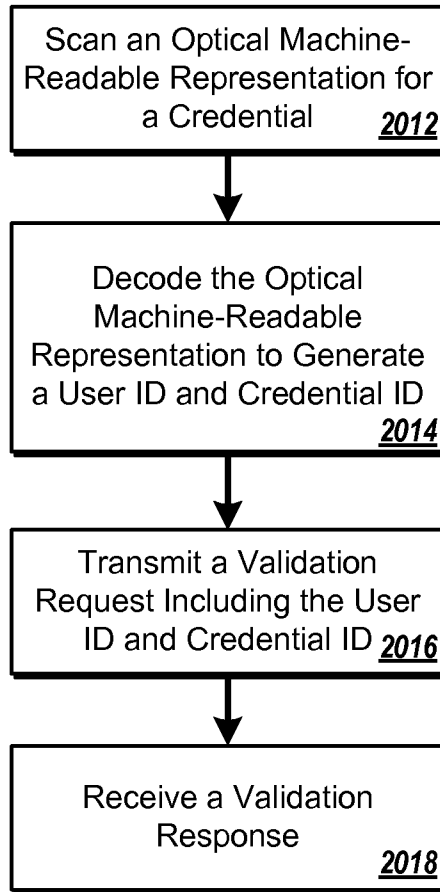 Scan an Optical Machine-
Readable Representation for
a Credential 2012
Decode the Optical
Machine-Readable
Representation to Generate
a User ID and Credential ID
2014
Transmit a Validation
Request Including the User
ID and Credential ID 2016
Receive a Validation
Response
2018